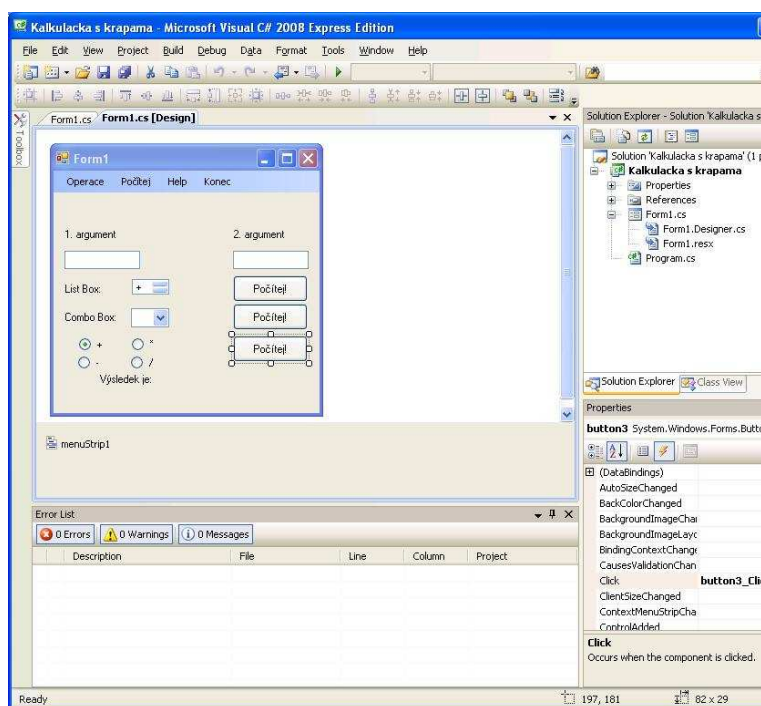 Kalkulacka s krapama - Microsoft Visual C# 2008 Express Edition
File Edit View Project Build Debug Data Format Tools Window Help
Toolbox
Form1.cs Form1.cs [Design]
Form1
Operace Počítej Help Konec
1. argument 2. argument
List Box: + Počítej!
Combo Box: Počítej!
+ * Počítej!
- /
Výsledek je:
menuStrip1
Error List
0 Errors 0 Warnings 0 Messages
Description File Line Column Project
Solution Explorer - Solution 'Kalkulacka s
Solution 'Kalkulacka s krapama' (1 p
Kalkulacka s krapama
Properties
References
Form1.cs
Form1.Designer.cs
Form1.resx
Program.cs
Solution Explorer Class View
Properties
button3 System.Windows.Forms.Butto
(DataBindings)
AutoSizeChanged
BackColorChanged
BackgroundImageChan
BackgroundImageLayc
BindingContextChange
CausesValidationChan
Click button3_Clic
ClientSizeChanged
ContextMenuStripCha
ControlAdded
Click
Occurs when the component is clicked.
Ready 197, 181 82 x 29